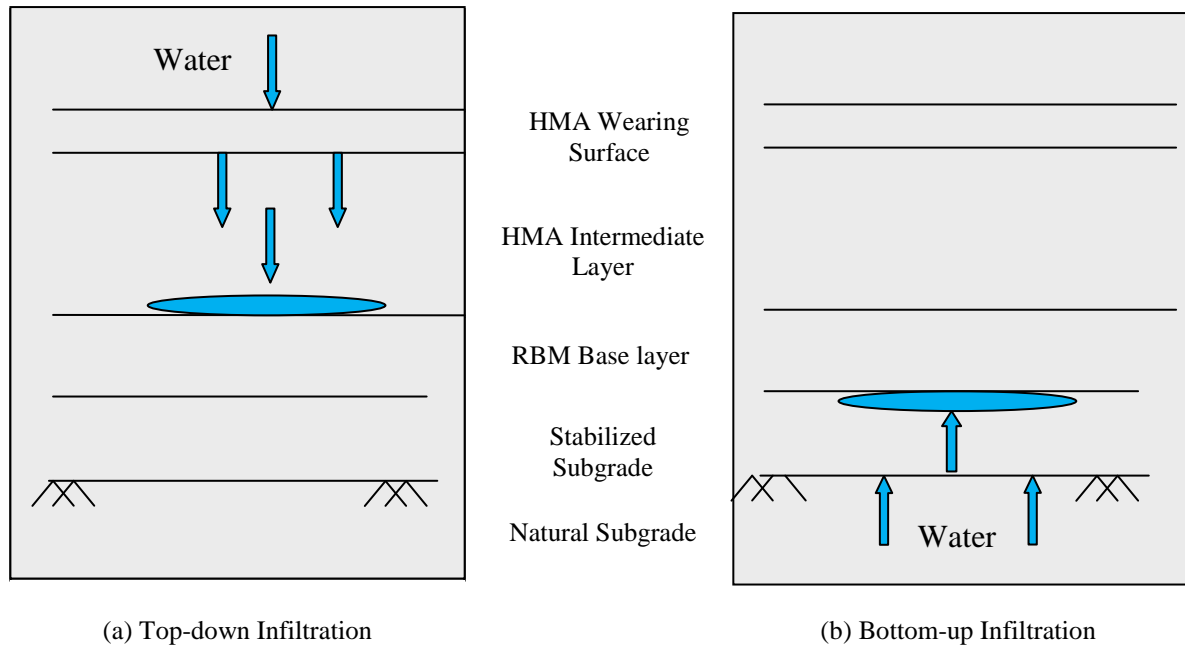 Water
HMA Wearing
Surface
HMA Intermediate
Layer
RBM Base layer
Stabilized
Subgrade
Natural Subgrade
Water
(a) Top-down Infiltration
(b) Bottom-up Infiltration